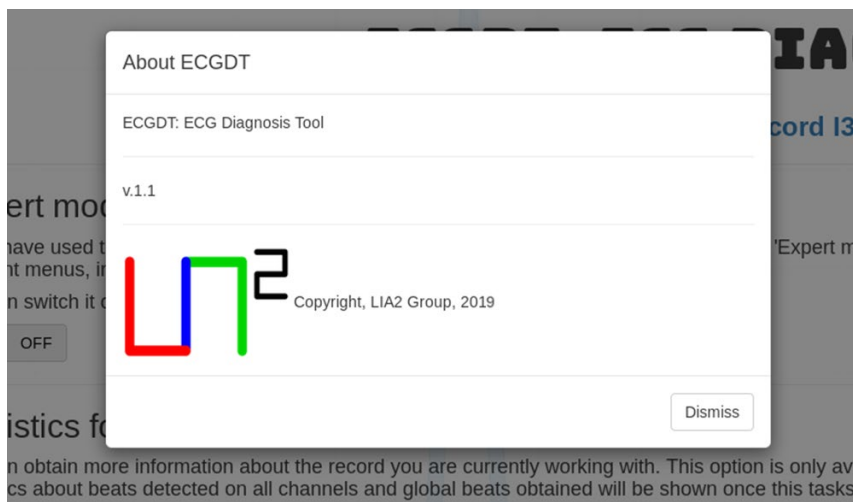 About ECGDT
IA
ECGDT: ECG Diagnosis Tool
cord I3
v.1.1
ert mo
have used t
'Expert m
nt menus, in
n switch it o
2
Copyright, LIA2 Group, 2019
OFF
Dismiss
istics fo
n obtain more information about the record you are currently working with. This option is only av
cs about beats detected on all channels and global beats obtained will be shown once this tasks